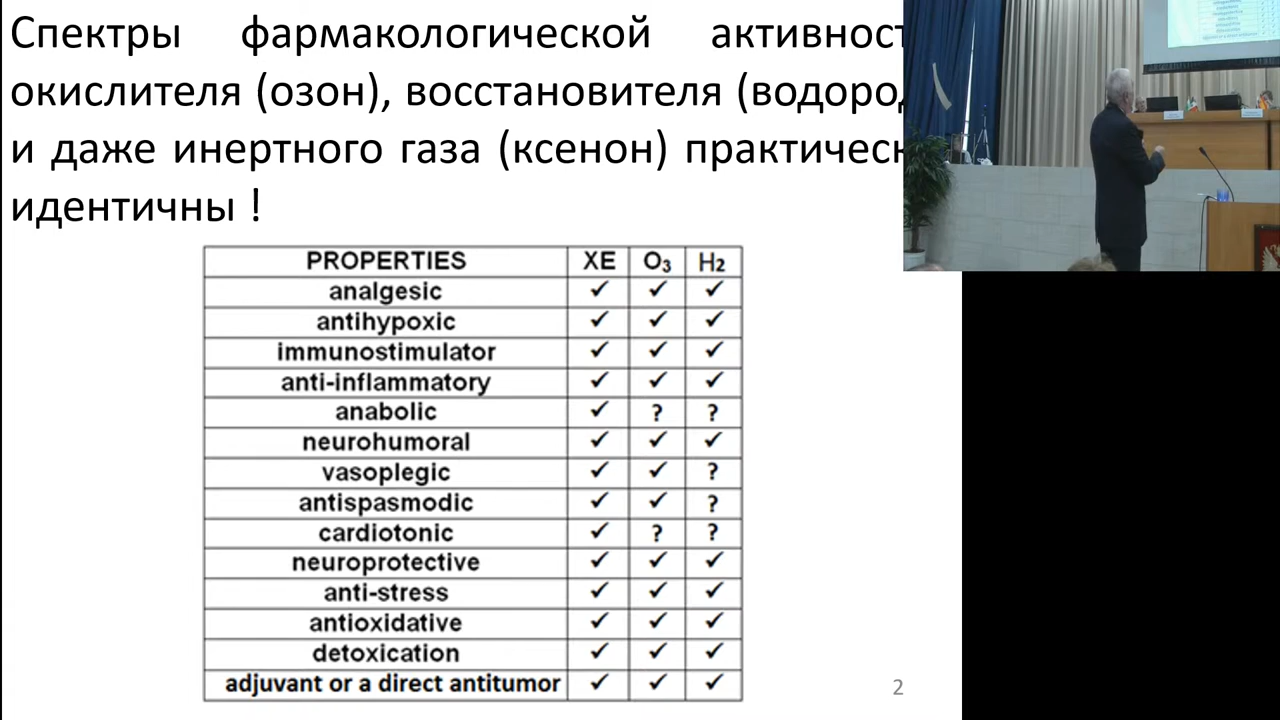 Спектры фармакологической активност
окислителя (озон), восстановителя (водород
и даже инертного газа (ксенон) практическ
идентичны !
PROPERTIES XE O₃ H₂
analgesic ✓ ✓ ✓
antihypoxic ✓ ✓ ✓
immunostimulator ✓ ✓ ✓
anti-inflammatory ✓ ✓ ✓
anabolic ✓ ? ?
neurohumoral ✓ ✓ ✓
vasoplegic ✓ ✓ ?
antispasmodic ✓ ✓ ?
cardiotonic ✓ ? ?
neuroprotective ✓ ✓ ✓
anti-stress ✓ ✓ ✓
antioxidative ✓ ✓ ✓
detoxication ✓ ✓ ✓
adjuvant or a direct antitumor ✓ ✓ ✓
2